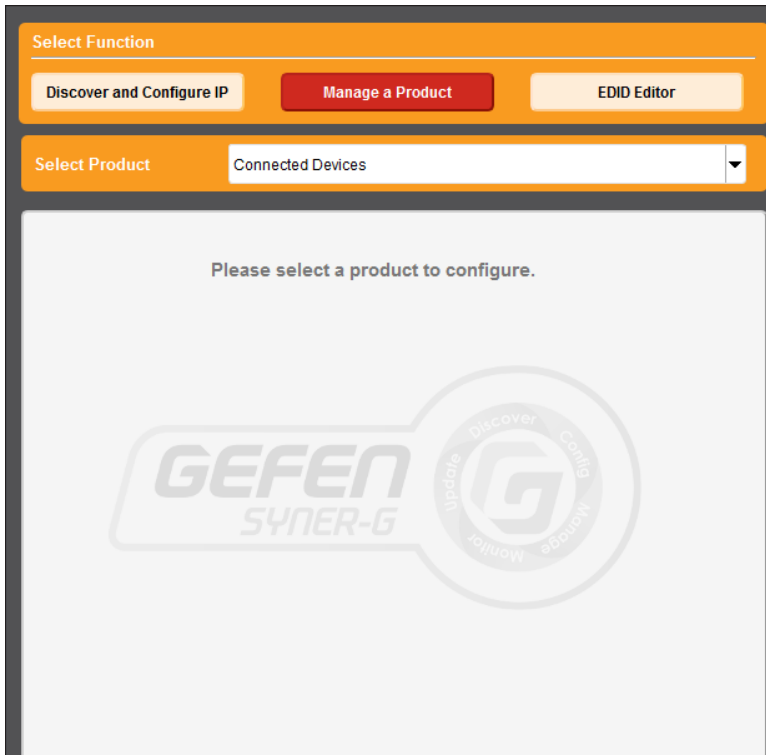 Select Function
Discover and Configure IP
Manage a Product
EDID Editor
Select Product
Connected Devices
Please select a product to configure.
GEFEN
SYNER-G
Discover
Config
Manage
Monitor
Update